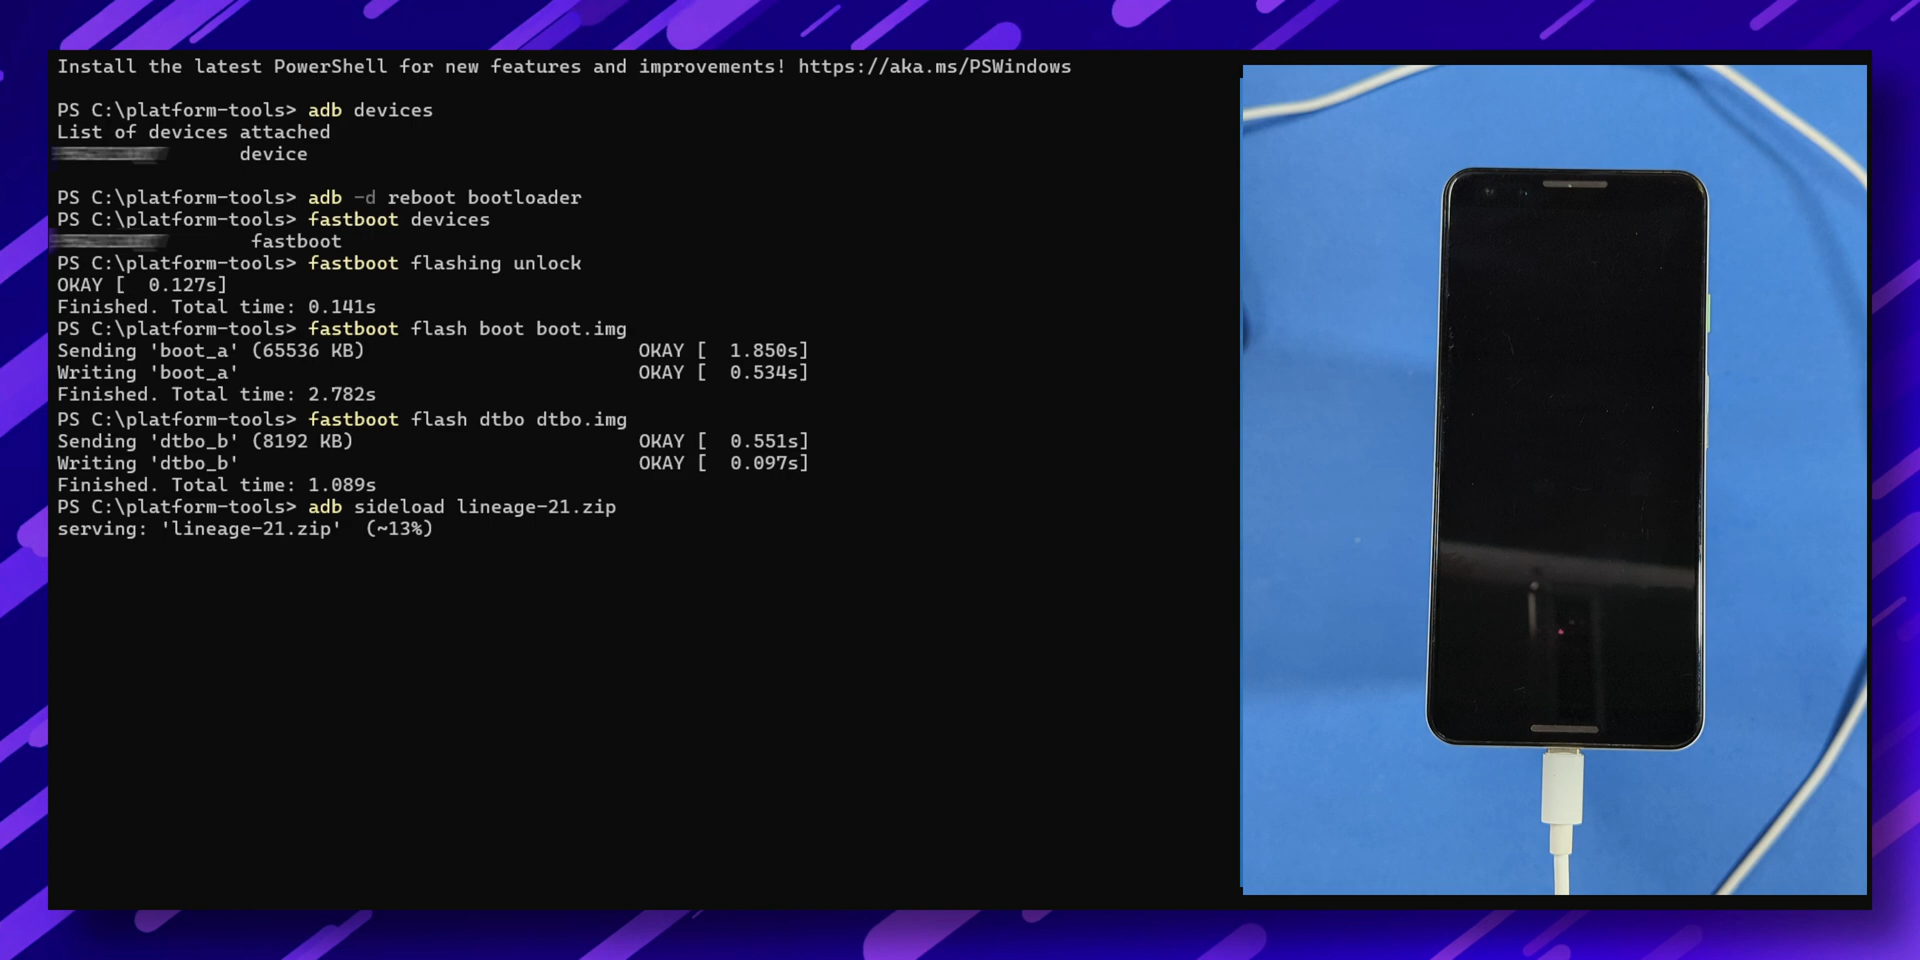 Install the latest PowerShell for new features and improvements! https://aka.ms/PSWindows
PS C:\platform-tools> adb devices
List of devices attached
device
PS C:\platform-tools> adb -d reboot bootloader
PS C:\platform-tools> fastboot devices
fastboot
PS C:\platform-tools> fastboot flashing unlock
OKAY [  0.127s]
Finished. Total time: 0.141s
PS C:\platform-tools> fastboot flash boot boot.img
Sending 'boot_a' (65536 KB)                        OKAY [  1.850s]
Writing 'boot_a'                                   OKAY [  0.534s]
Finished. Total time: 2.782s
PS C:\platform-tools> fastboot flash dtbo dtbo.img
Sending 'dtbo_b' (8192 KB)                         OKAY [  0.551s]
Writing 'dtbo_b'                                   OKAY [  0.097s]
Finished. Total time: 1.089s
PS C:\platform-tools> adb sideload lineage-21.zip
serving: 'lineage-21.zip'  (~13%)